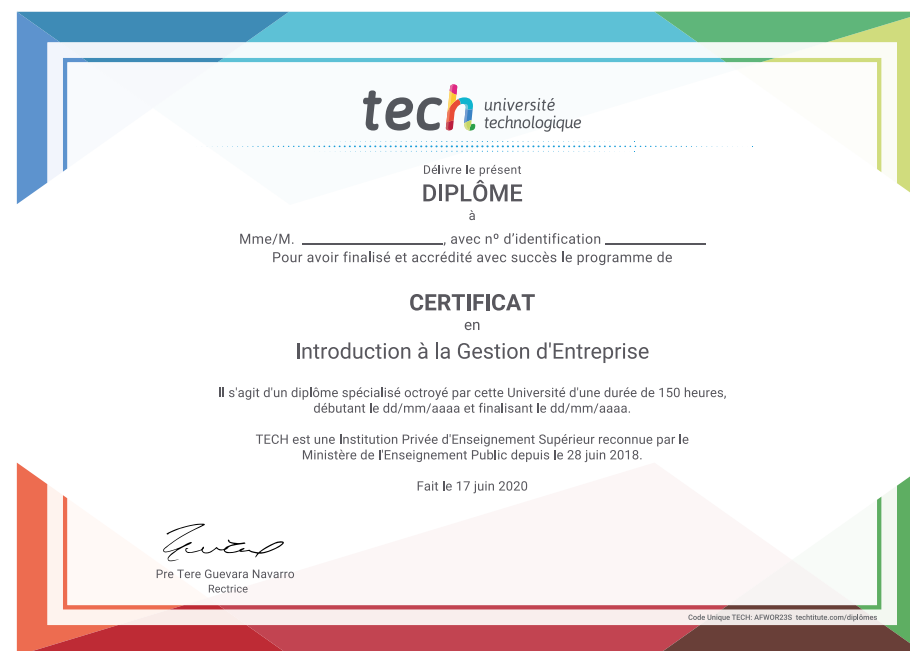 tech université
technologique
Délivre le présent
DIPLÔME
à
Mme/M. ____________________, avec nº d'identification ______________
Pour avoir finalisé et accrédité avec succès le programme de
CERTIFICAT
en
Introduction à la Gestion d'Entreprise
Il s'agit d'un diplôme spécialisé octroyé par cette Université d'une durée de 150 heures,
débutant le dd/mm/aaaa et finalisant le dd/mm/aaaa.
TECH est une Institution Privée d'Enseignement Supérieur reconnue par le
Ministère de l'Enseignement Public depuis le 28 juin 2018.
Fait le 17 juin 2020
Pre Tere Guevara Navarro
Rectrice
Code Unique TECH: AFWOR23S techtitute.com/diplômes